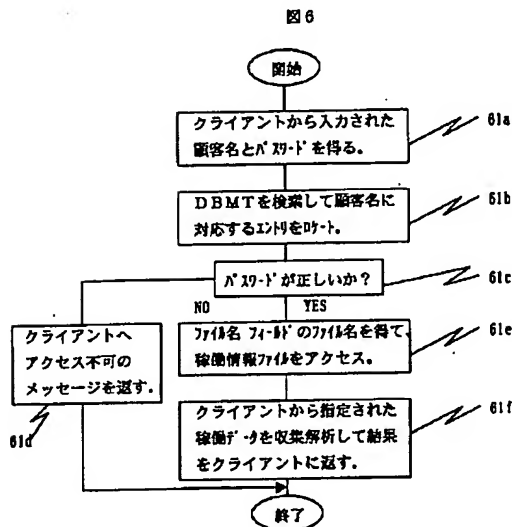 図6
開始
クライアントから入力された
顧客名とパスワードを得る。
61a
DBMTを検索して顧客名に
対応するエントリをロケート。
61b
パスワードが正しいか?
61c
NO
YES
クライアントへ
アクセス不可の
メッセージを返す。
61d
ファイル名 フィールドのファイル名を得て、
稼働情報ファイルをアクセス。
61e
クライアントから指定された
稼働データを収集解析して結果
をクライアントに返す。
61f
終了